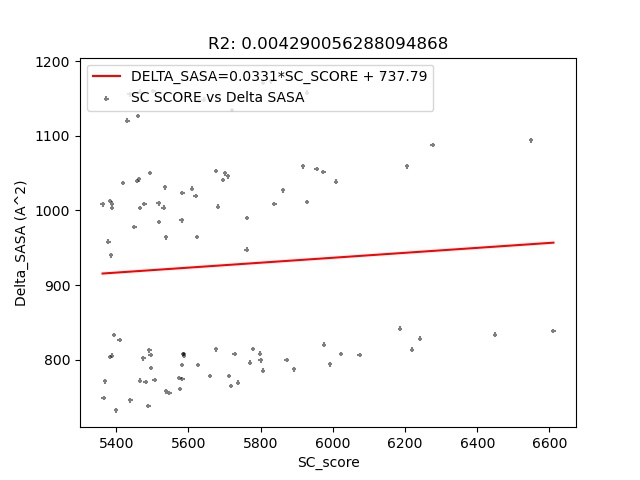 R2: 0.004290056288094868
DELTA_SASA=0.0331*SC_SCORE + 737.79
SC SCORE vs Delta SASA
Delta_SASA (A^2)
1200
1100
1000
900
800
5400 5600 5800 6000 6200 6400 6600
SC_score